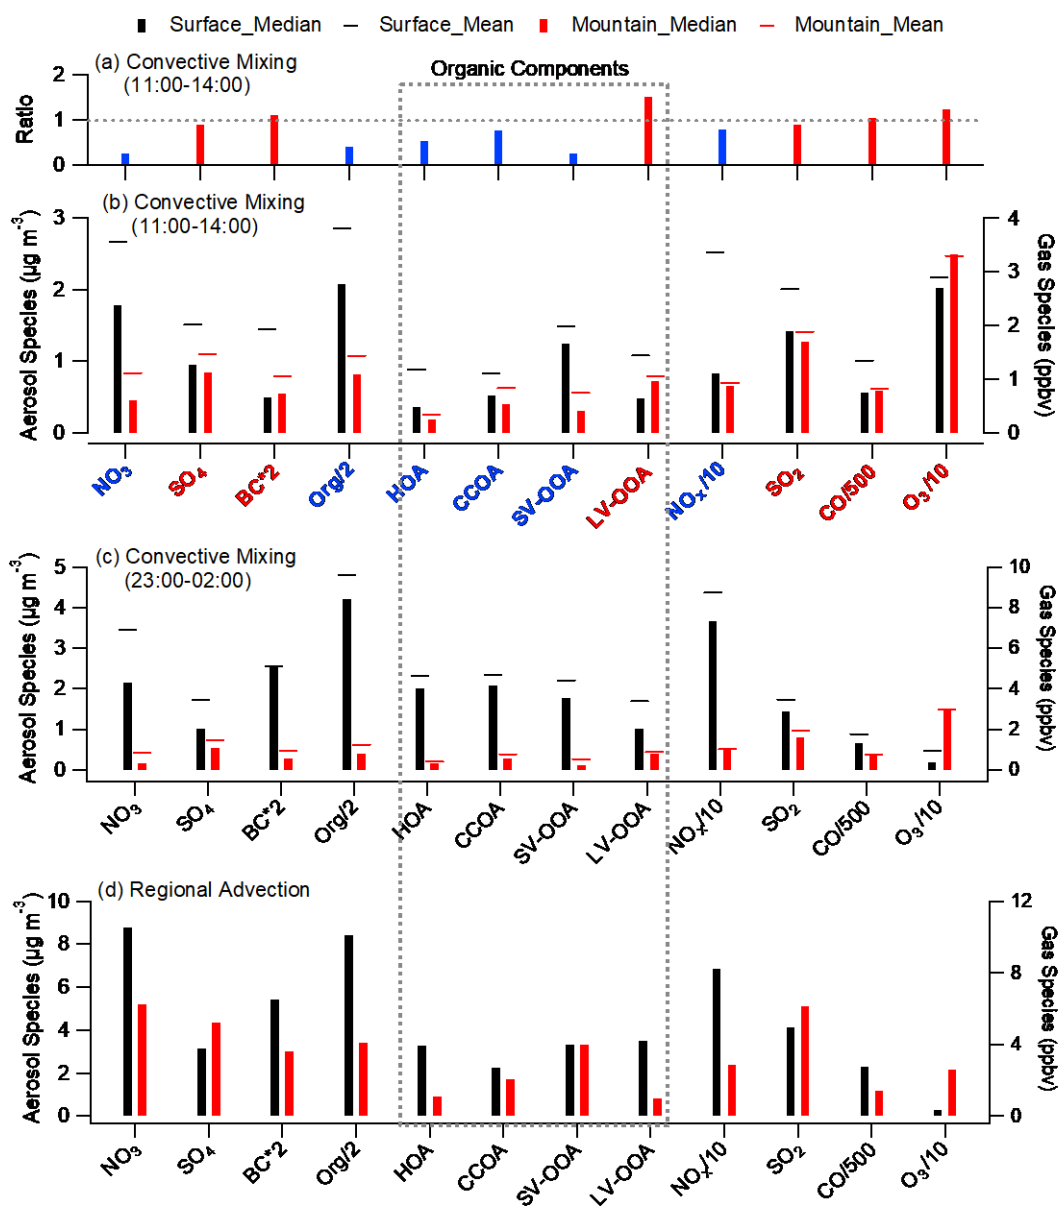 Surface_Median Surface_Mean Mountain_Median Mountain_Mean
(a) Convective Mixing
(11:00-14:00)
Organic Components
2
1
0
Ratio
(b) Convective Mixing
(11:00-14:00)
3
2
1
0
Aerosol Species (µg m⁻³)
4
3
2
1
0
Gas Species (ppbv)
NO₃ SO₄ BC*2 Org/2 HOA CCOA SV-OOA LV-OOA NOₓ/10 SO₂ CO/500 O₃/10
(c) Convective Mixing
(23:00-02:00)
5
4
3
2
1
0
Aerosol Species (µg m⁻³)
10
8
6
4
2
0
Gas Species (ppbv)
NO₃ SO₄ BC*2 Org/2 HOA CCOA SV-OOA LV-OOA NOₓ/10 SO₂ CO/500 O₃/10
(d) Regional Advection
10
8
6
4
2
0
Aerosol Species (µg m⁻³)
12
8
4
0
Gas Species (ppbv)
NO₃ SO₄ BC*2 Org/2 HOA CCOA SV-OOA LV-OOA NOₓ/10 SO₂ CO/500 O₃/10